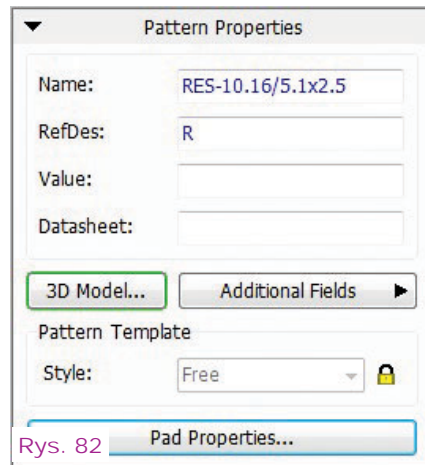 Pattern Properties
Name: RES-10.16/5.1x2.5
RefDes: R
Value:
Datasheet:
3D Model... Additional Fields
Pattern Template
Style: Free
Pad Properties...
Rys. 82